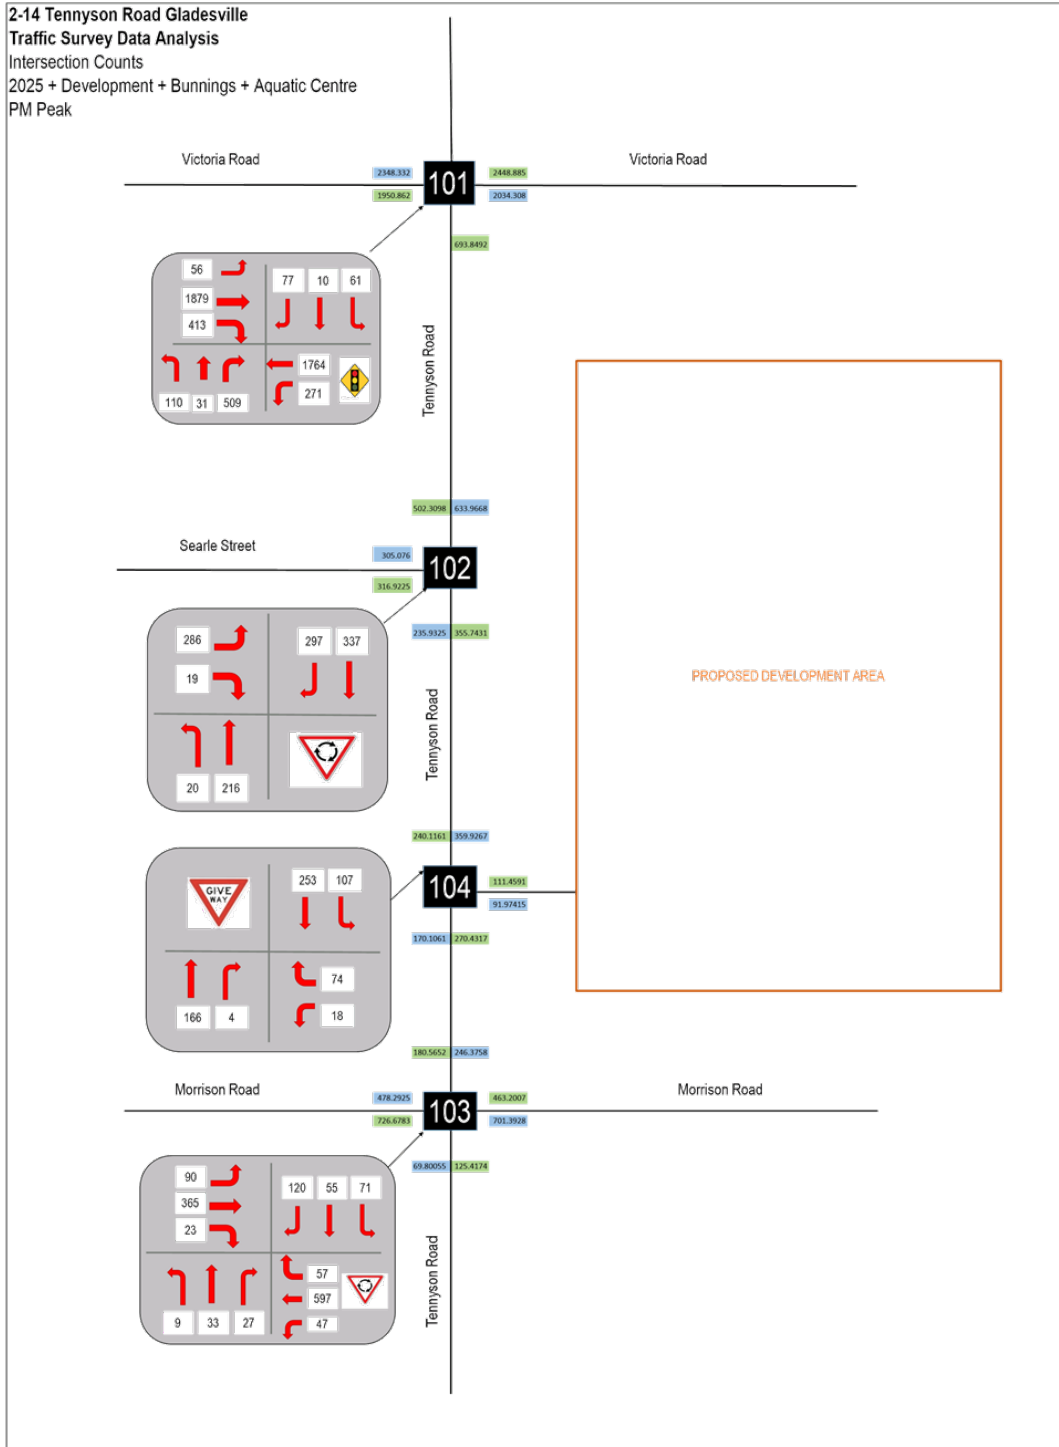 2-14 Tennyson Road Gladesville
Traffic Survey Data Analysis
Intersection Counts
2025 + Development + Bunnings + Aquatic Centre
PM Peak
Victoria Road
2348.332
101
2448.885
Victoria Road
1950.862
2034.308
693.8492
56
1879
413
77 10 61
110 31 509
1764
271
Tennyson Road
502.3098 633.9668
Searle Street
305.076
102
316.9225
235.9325 355.7431
286
19
297 337
20 216
Tennyson Road
PROPOSED DEVELOPMENT AREA
240.1161 359.9267
104
111.4591
91.97415
170.1061 270.4317
GIVE
WAY
253 107
166 4
74
18
180.5652 246.3758
Morrison Road
478.2925
103
463.2007
Morrison Road
726.6783
701.3928
69.80055 125.4174
90
365
23
120 55 71
9 33 27
57
597
47
Tennyson Road